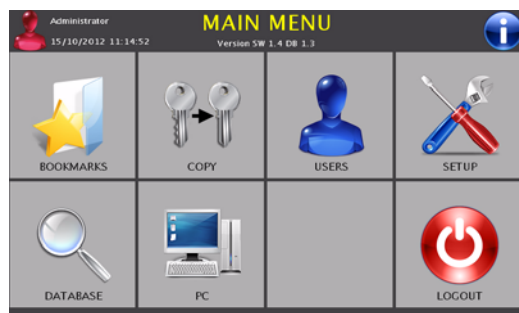 Administrator
MAIN MENU
15/10/2012 11:14:52
Version SW 1.4 DB 1.3
BOOKMARKS
COPY
USERS
SETUP
DATABASE
PC
LOGOUT